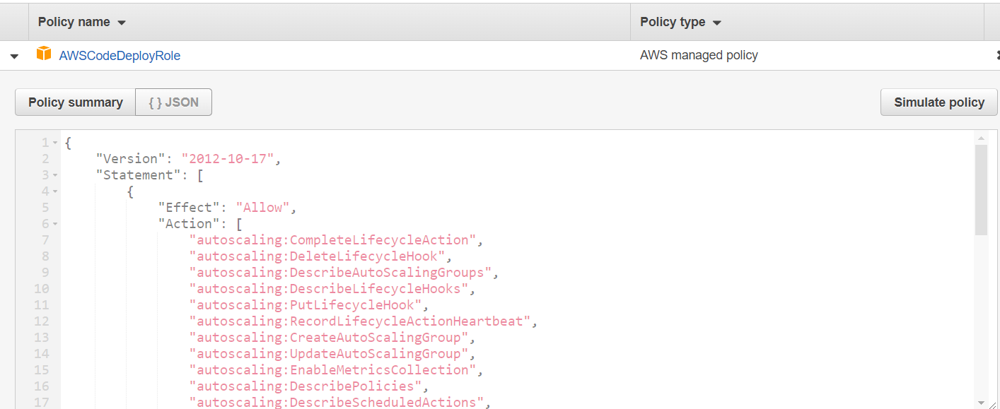 Policy name Policy type
AWSCodeDeployRole AWS managed policy
Policy summary { } JSON Simulate policy
1 {
2 "Version": "2012-10-17",
3 "Statement": [
4 {
5 "Effect": "Allow",
6 "Action": [
7 "autoscaling:CompleteLifecycleAction",
8 "autoscaling:DeleteLifecycleHook",
9 "autoscaling:DescribeAutoScalingGroups",
10 "autoscaling:DescribeLifecycleHooks",
11 "autoscaling:PutLifecycleHook",
12 "autoscaling:RecordLifecycleActionHeartbeat",
13 "autoscaling:CreateAutoScalingGroup",
14 "autoscaling:UpdateAutoScalingGroup",
15 "autoscaling:EnableMetricsCollection",
16 "autoscaling:DescribePolicies",
17 "autoscaling:DescribeScheduledActions",